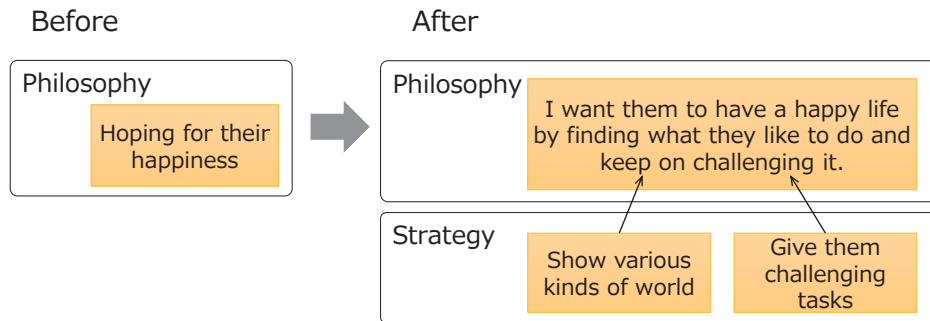 Before
Philosophy
Hoping for their
happiness
After
Philosophy
I want them to have a happy life
by finding what they like to do and
keep on challenging it.
Strategy
Show various
kinds of world
Give them
challenging
tasks